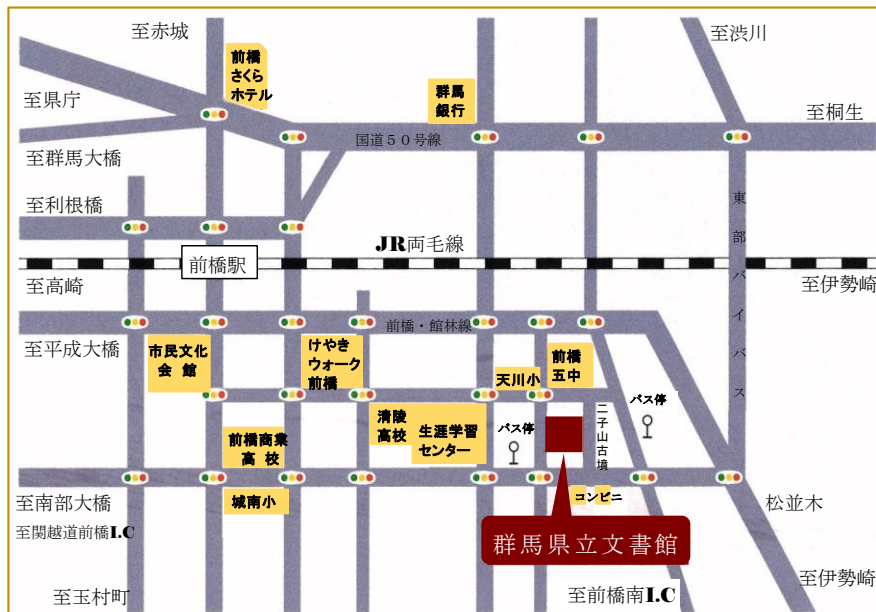 至赤城
至渋川
前橋
さくら
ホテル
至県庁
群馬
銀行
至桐生
国道５０号線
至群馬大橋
東部バイパス
至利根橋
JR両毛線
前橋駅
至高崎
至伊勢崎
前橋・館林線
至平成大橋
市民文化
会館
けやき
ウォーク
前橋
天川小
前橋
五中
清陵
高校
生涯学習
センター
バス停
バス停
二子山古墳
前橋商業
高校
城南小
コンビニ
至南部大橋
松並木
至関越道前橋I.C
群馬県立文書館
至伊勢崎
至玉村町
至前橋南I.C